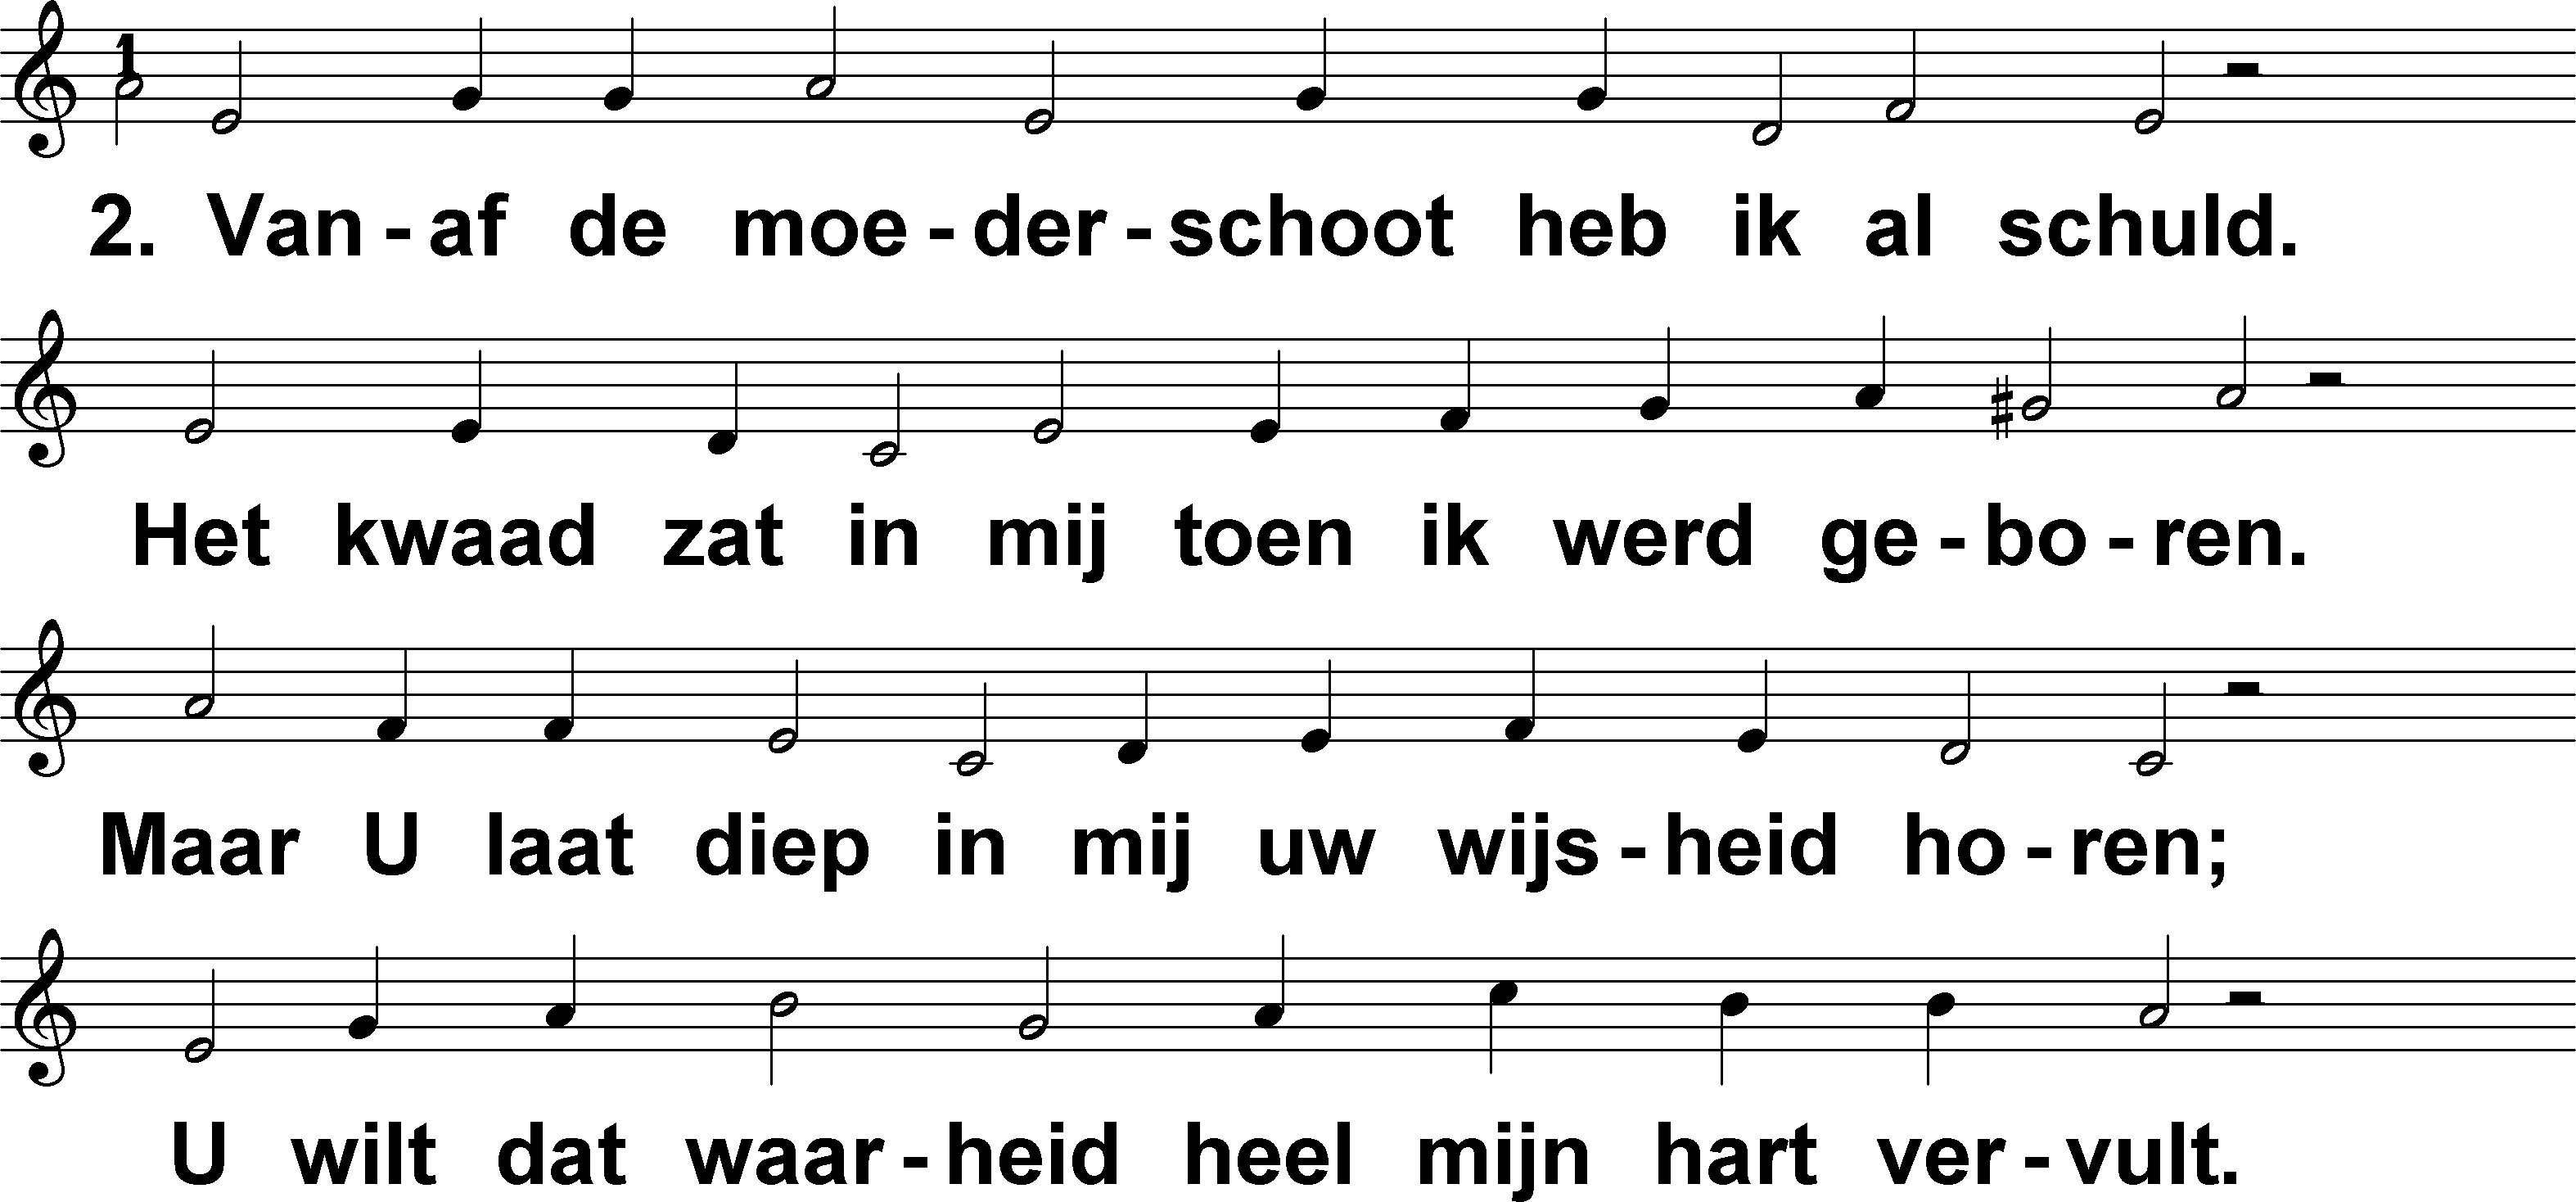 1
2. Van - af de moe - der - schoot heb ik al schuld.
Het kwaad zat in mij toen ik werd ge - bo - ren.
Maar U laat diep in mij uw wijs - heid ho - ren;
U wilt dat waar - heid heel mijn hart ver - vult.